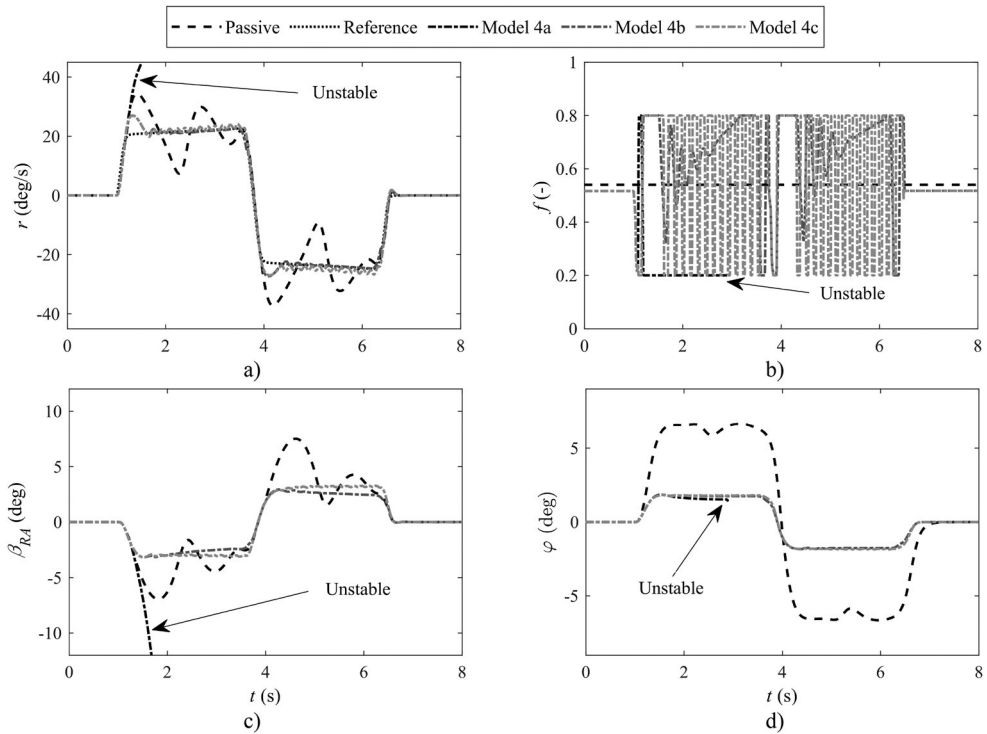 Passive Reference Model 4a Model 4b Model 4c
40
20
0
-20
-40
r (deg/s)
Unstable
0 2 4 6 8
a)
1
0.8
0.6
0.4
0.2
0
f (-)
Unstable
0 2 4 6 8
b)
10
5
0
-5
-10
β_RA (deg)
Unstable
0 2 4 6 8
t (s)
c)
5
0
-5
φ (deg)
Unstable
0 2 4 6 8
t (s)
d)